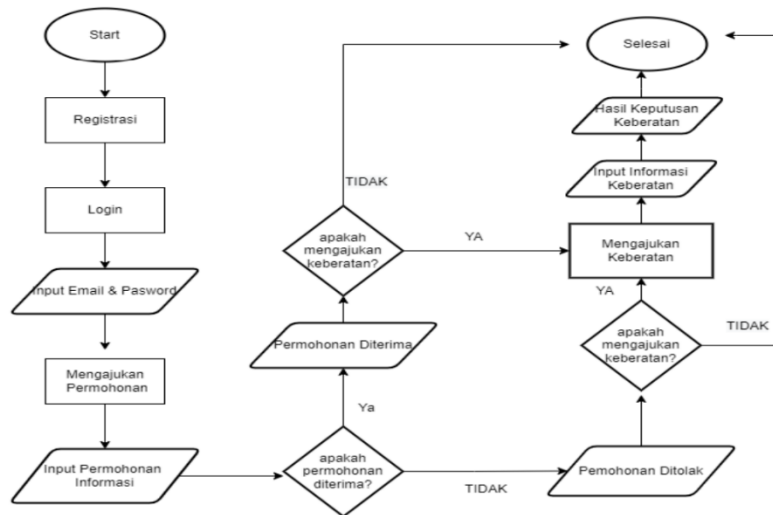 Start
Registrasi
Login
Input Email & Pasword
Mengajukan
Permohonan
Input Permohonan
Informasi
apakah
permohonan
diterima?
Ya
TIDAK
Permohonan Diterima
apakah
mengajukan
keberatan?
TIDAK
YA
Pemohonan Ditolak
apakah
mengajukan
keberatan?
YA
TIDAK
Mengajukan
Keberatan
Input Informasi
Keberatan
Hasil Keputusan
Keberatan
Selesai